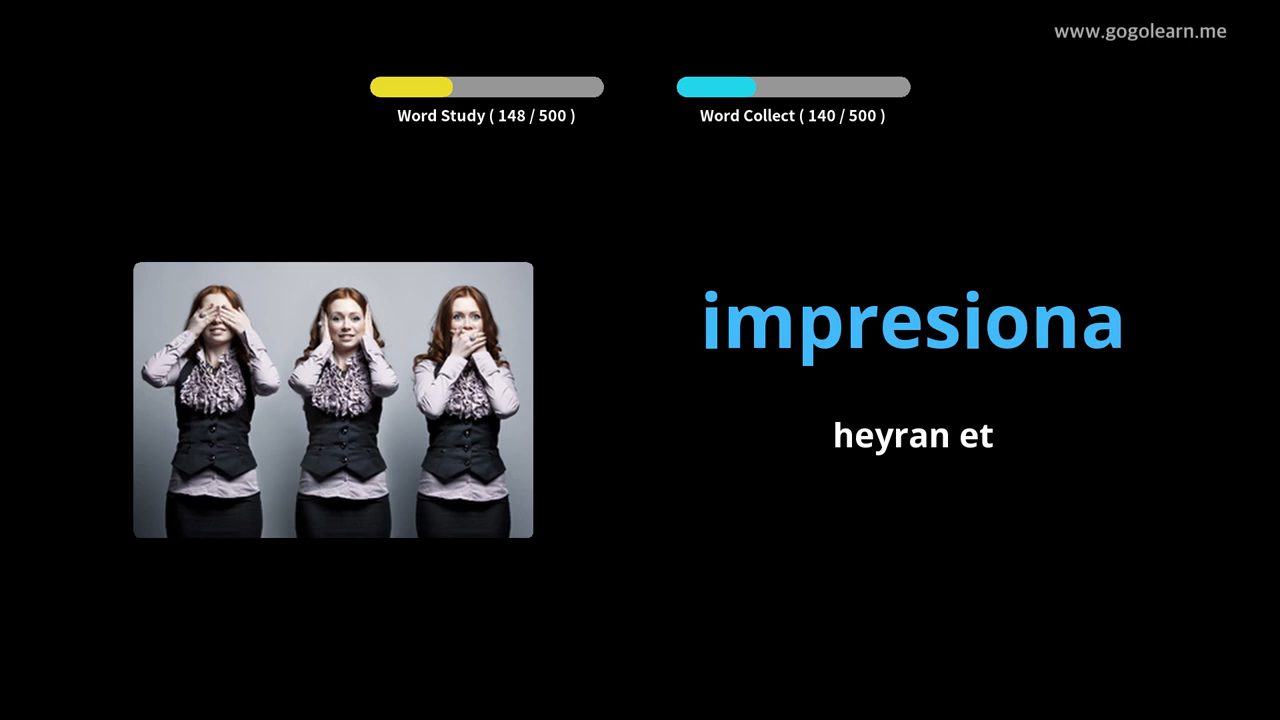 www.gogolearn.me
Word Study ( 148 / 500 )
Word Collect ( 140 / 500 )
impresiona
heyran et